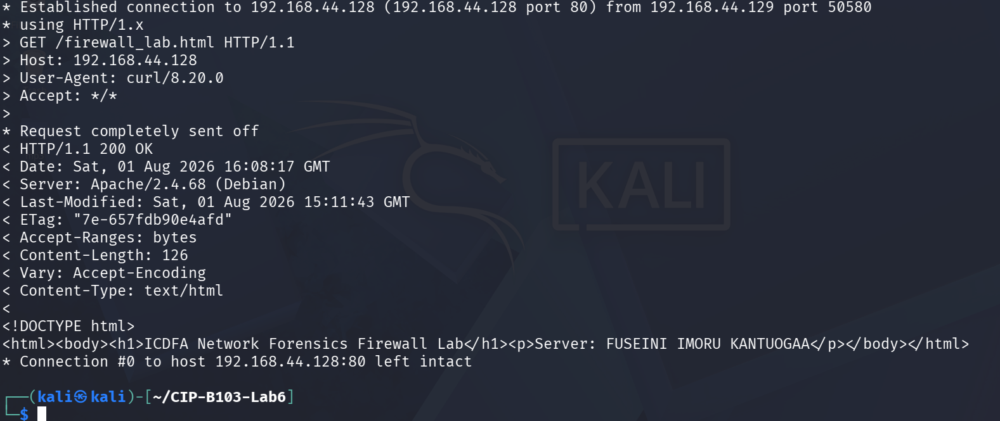 * Established connection to 192.168.44.128 (192.168.44.128 port 80) from 192.168.44.129 port 50580
* using HTTP/1.x
> GET /firewall_lab.html HTTP/1.1
> Host: 192.168.44.128
> User-Agent: curl/8.20.0
> Accept: */*
>
* Request completely sent off
< HTTP/1.1 200 OK
< Date: Sat, 01 Aug 2026 16:08:17 GMT
< Server: Apache/2.4.68 (Debian)
< Last-Modified: Sat, 01 Aug 2026 15:11:43 GMT
< ETag: "7e-657fdb90e4afd"
< Accept-Ranges: bytes
< Content-Length: 126
< Vary: Accept-Encoding
< Content-Type: text/html
<
<!DOCTYPE html>
<html><body><h1>ICDFA Network Forensics Firewall Lab</h1><p>Server: FUSEINI IMORU KANTUOGAA</p></body></html>
* Connection #0 to host 192.168.44.128:80 left intact
┌──(kali㉿kali)-[~/CIP-B103-Lab6]
└─$
KALI